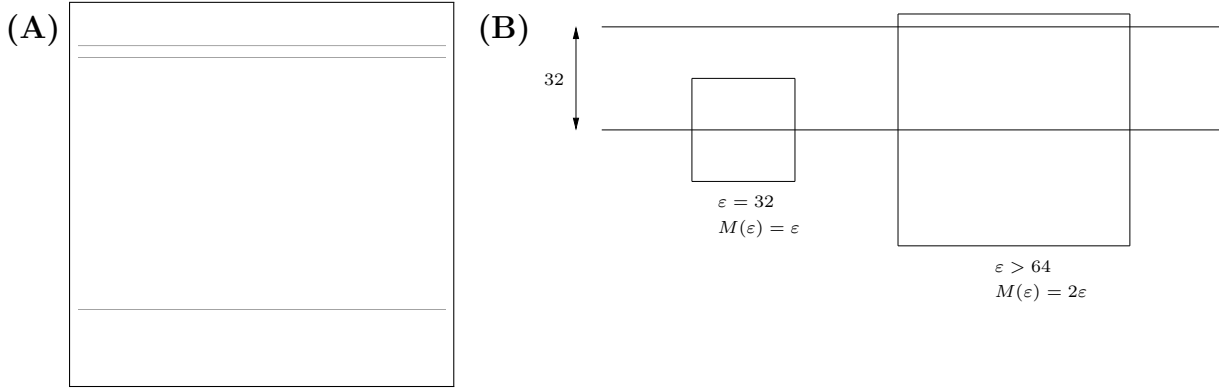 (A)
(B)
32
ε = 32
M(ε) = ε
ε > 64
M(ε) = 2ε